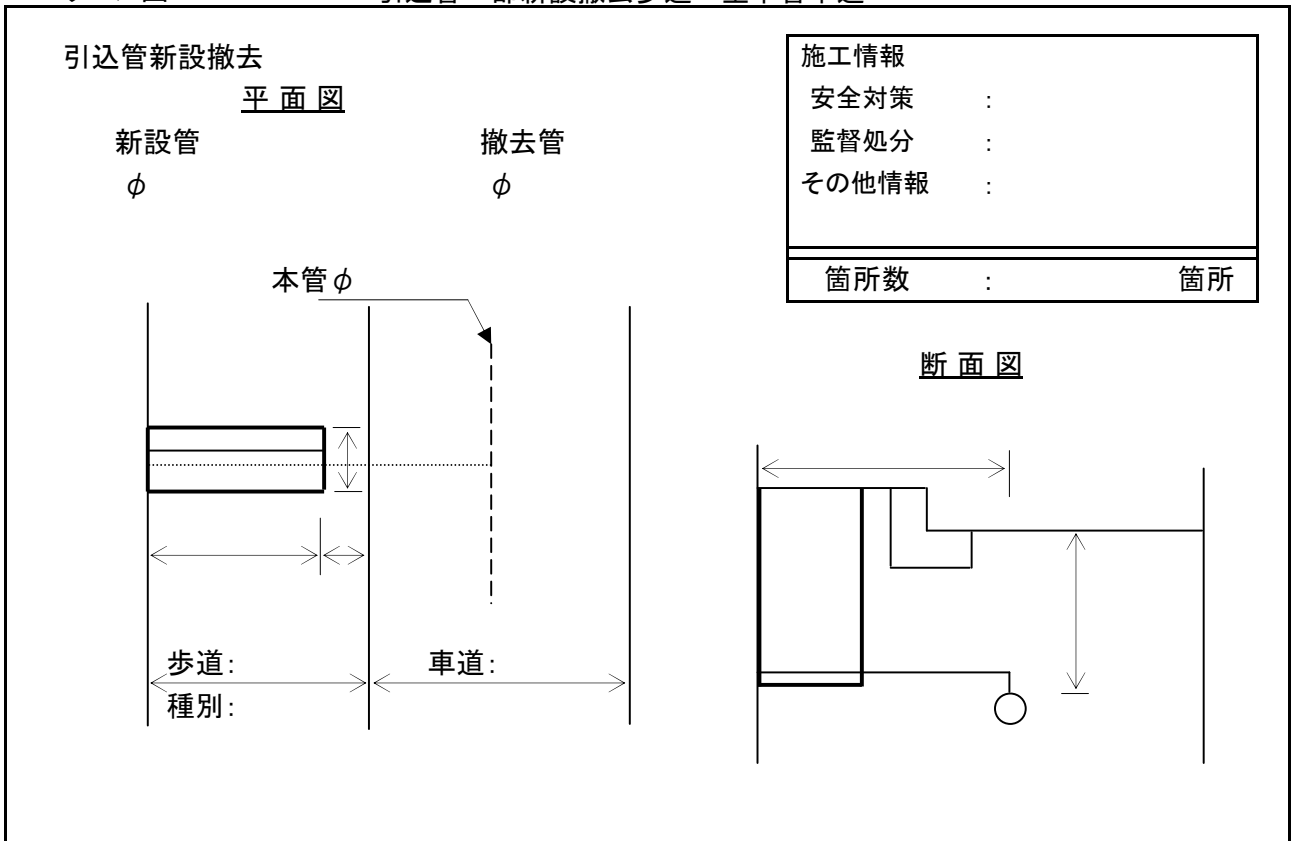 引込管新設撤去
平 面 図
新設管
φ
撤去管
φ
施工情報
安全対策 :
監督処分 :
その他情報 :
箇所数 : 箇所
本管φ
断 面 図
歩道:
種別:
車道: